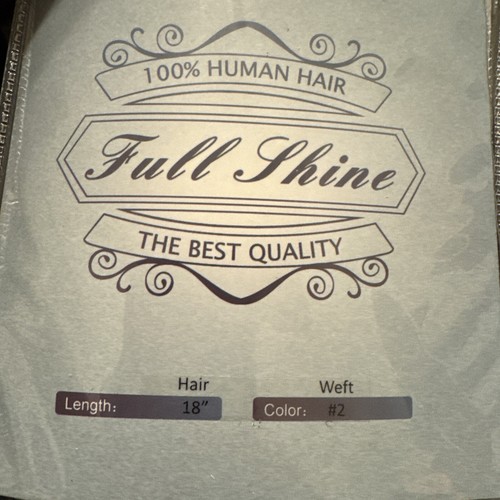 100% HUMAN HAIR
Full Shine
THE BEST QUALITY
Hair Weft
Length: 18" Color: #2